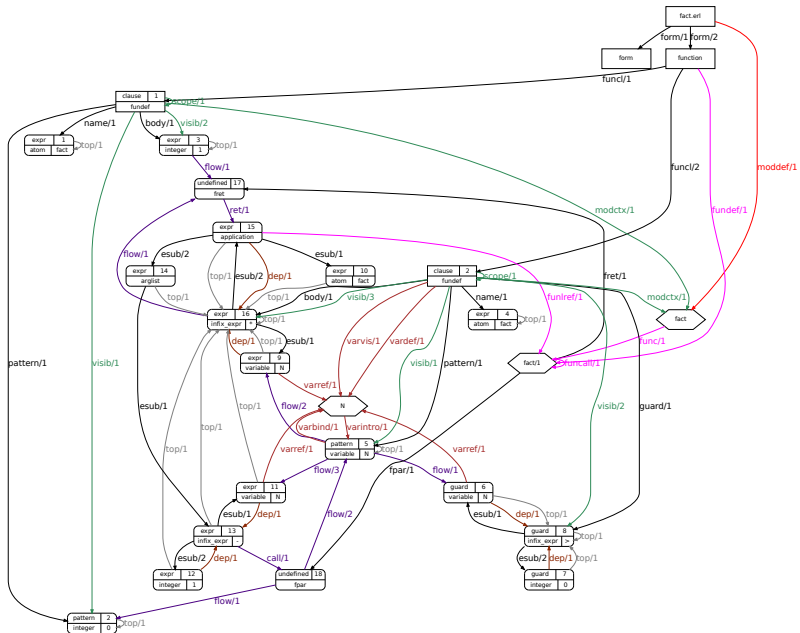 fact.erl
form/1 form/2
form
function
moddef/1
funcl/1
clause 1
fundef
scope/1
name/1
body/1
visib/2
expr 1
atom fact
top/1
expr 3
integer 1
top/1
flow/1
funcl/2
fundef/1
undefined 17
fret
ret/1
modctx/1
expr 15
application
flow/1
esub/2
esub/1
expr 14
arglist
top/1
esub/2
dep/1
expr 10
atom fact
clause 2
fundef
scope/1
fret/1
top/1
top/1
body/1
visib/3
name/1
funlref/1
modctx/1
expr 16
infix_expr *
top/1
expr 4
atom fact
top/1
fact
dep/1
top/1
esub/1
varvis/1
vardef/1
func/1
pattern/1
visib/1
expr 9
variable N
visib/1
pattern/1
fact/1
funcall/1
varref/1
esub/1
flow/2
N
visib/2
guard/1
top/1
top/1
varbind/1
varintro/1
varref/1
pattern 5
variable N
top/1
varref/1
flow/3
fpar/1
flow/1
expr 11
variable N
guard 6
variable N
esub/1
dep/1
flow/2
esub/1
dep/1
top/1
expr 13
infix_expr -
guard 8
infix_expr >
top/1
esub/2
dep/1
call/1
esub/2
dep/1
top/1
expr 12
integer 1
undefined 18
fpar
guard 7
integer 0
flow/1
pattern 2
integer 0
top/1